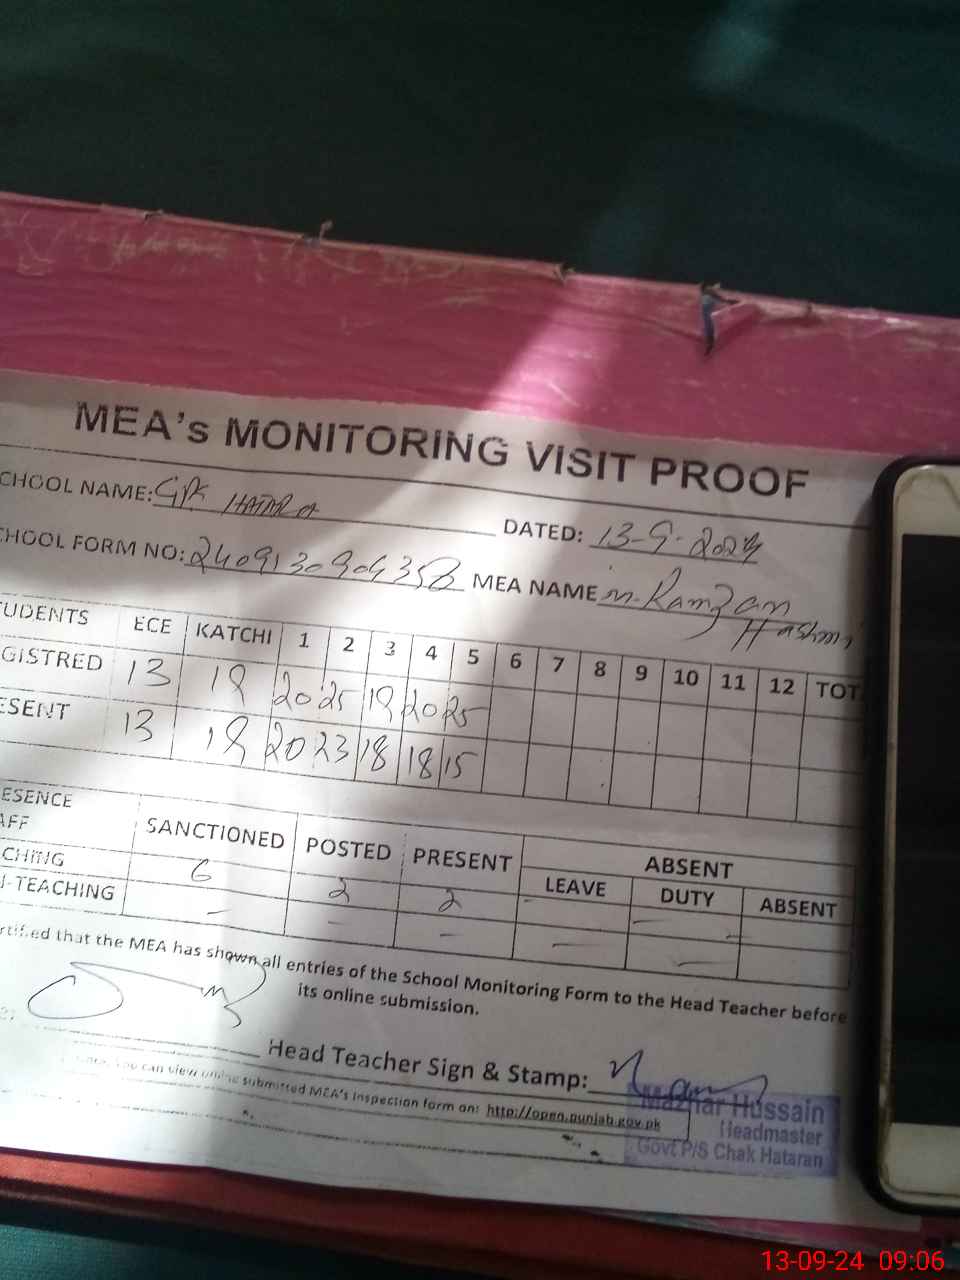 MEA's MONITORING VISIT PROOF
CHOOL NAME: GPS HATARA DATED: 13-9-2024
CHOOL FORM NO: MEA NAME m. Ramzan
Hashmi
TUDENTS ECE KATCHI 1 2 3 4 5 6 7 8 9 10 11 12 TOT
GISTRED 13 19 20 25 19 20 25
ESENT 13 19 20 23 18 18 15
ESENCE
AFF SANCTIONED POSTED PRESENT ABSENT
LEAVE DUTY ABSENT
CHING 6 2 2 - - -
-TEACHING - - - - -
rtified that the MEA has shown all entries of the School Monitoring Form to the Head Teacher before
its online submission.
Head Teacher Sign & Stamp:
you can view online submitted MEA's Inspection form on: http://open.punjab.gov.pk
Mazhar Hussain
Headmaster
Govt P/S Chak Hataran
13-09-24 09:06